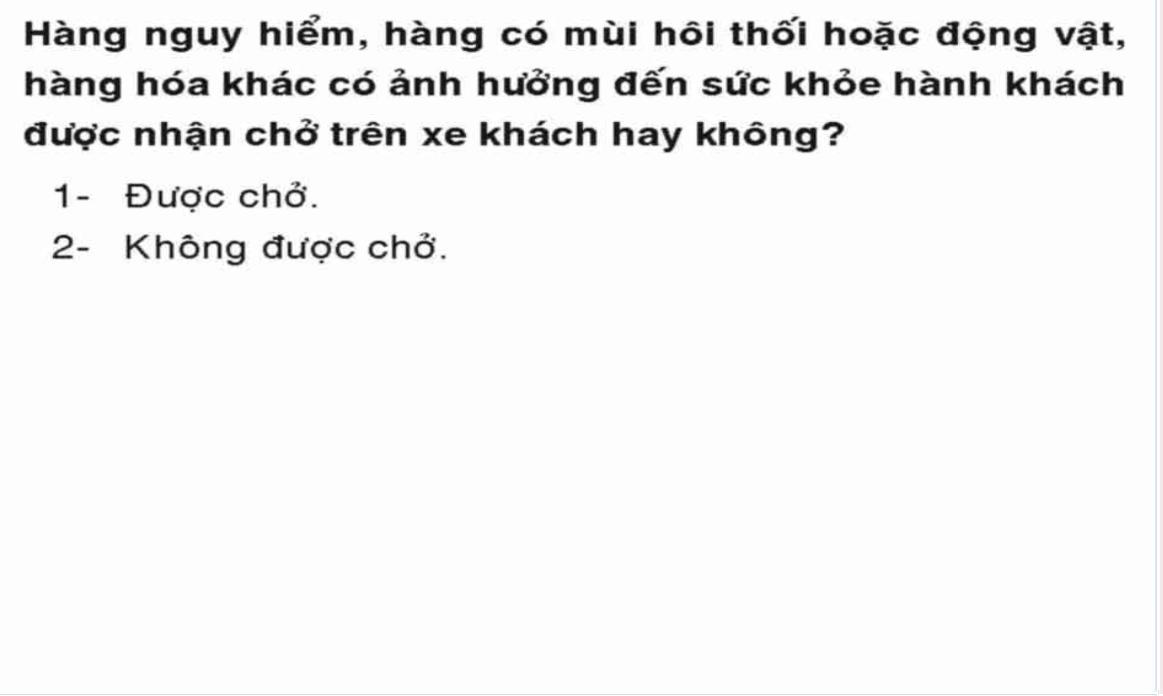 Hàng nguy hiểm, hàng có mùi hôi thối hoặc động vật,
hàng hóa khác có ảnh hưởng đến sức khỏe hành khách
được nhận chở trên xe khách hay không?
1- Được chở.
2- Không được chở.